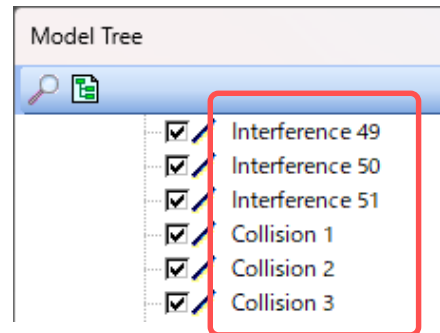 Model Tree
Interference 49
Interference 50
Interference 51
Collision 1
Collision 2
Collision 3